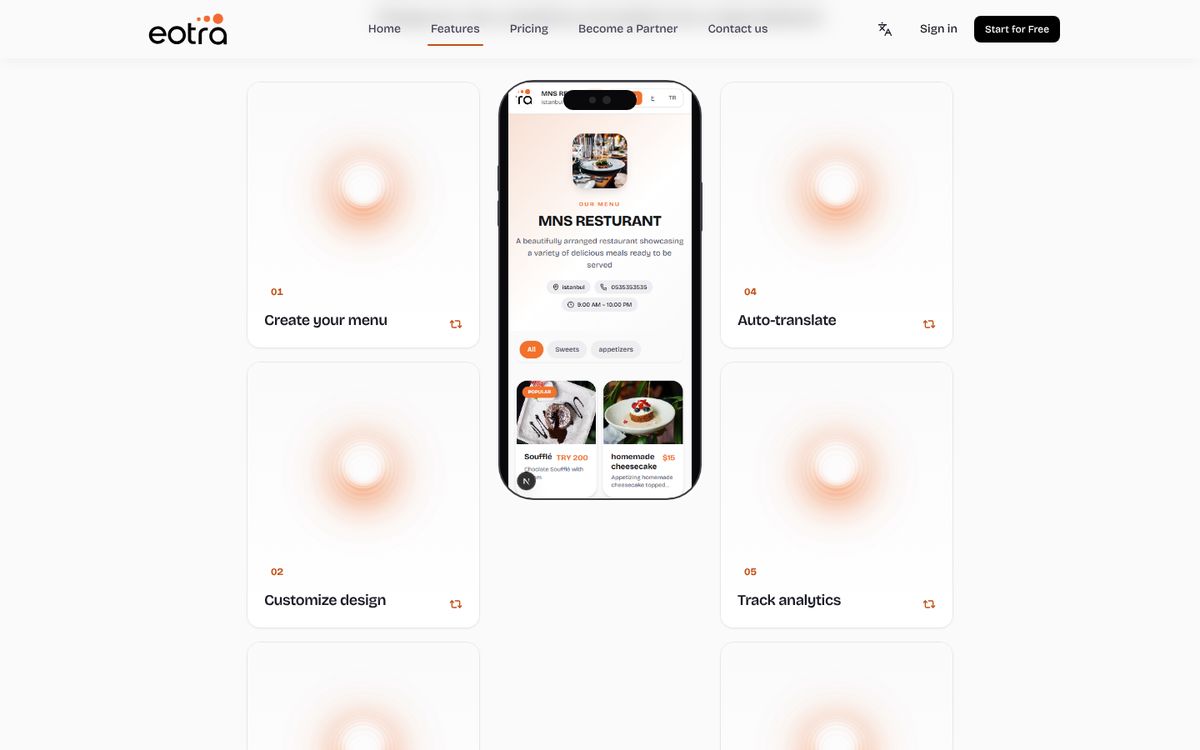 eotra
Home
Features
Pricing
Become a Partner
Contact us
Sign in
Start for Free
01
Create your menu
02
Customize design
TR
OUR MENU
MNS RESTURANT
A beautifully arranged restaurant showcasing
a variety of delicious meals ready to be
served
istanbul
0535353535
9:00 AM – 10:00 PM
All
Sweets
appetizers
POPULAR
Soufflé
TRY 200
Choclate Soufflé with
homemade
cheesecake
$15
Appetizing homemade
cheesecake topped...
N
04
Auto-translate
05
Track analytics